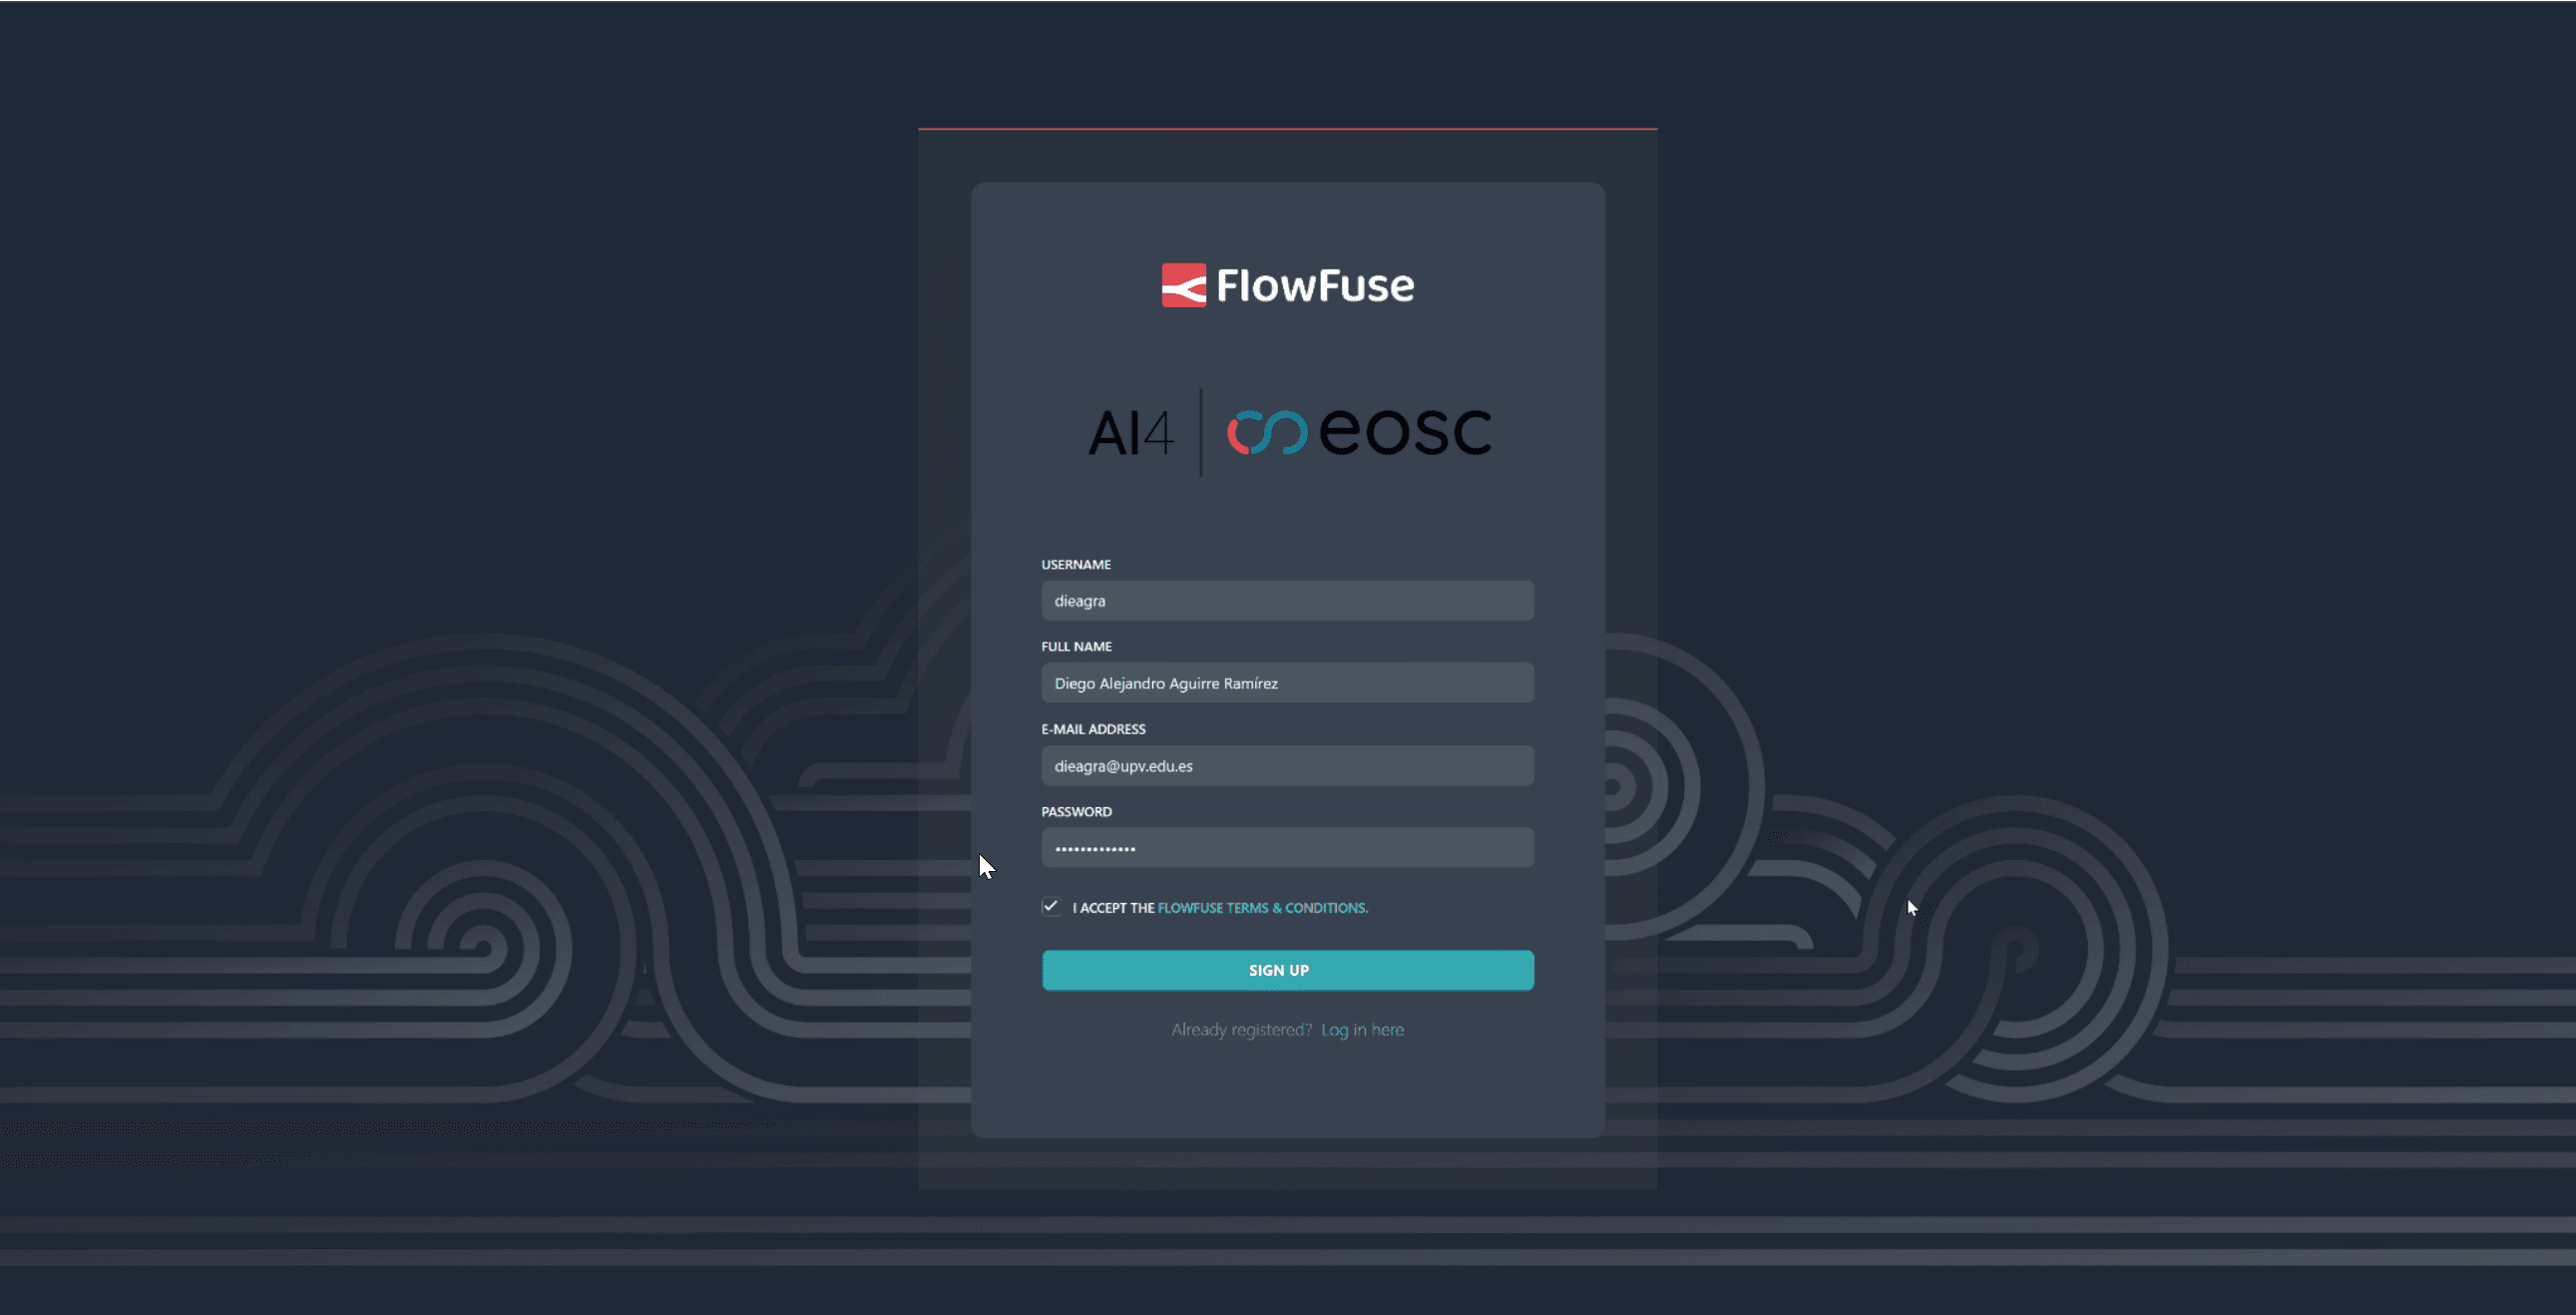 FlowFuse
AI4 eosc
USERNAME
dieagra
FULL NAME
Diego Alejandro Aguirre Ramírez
E-MAIL ADDRESS
dieagra@upv.edu.es
PASSWORD
•••••••••••••
I ACCEPT THE FLOWFUSE TERMS & CONDITIONS.
SIGN UP
Already registered? Log in here